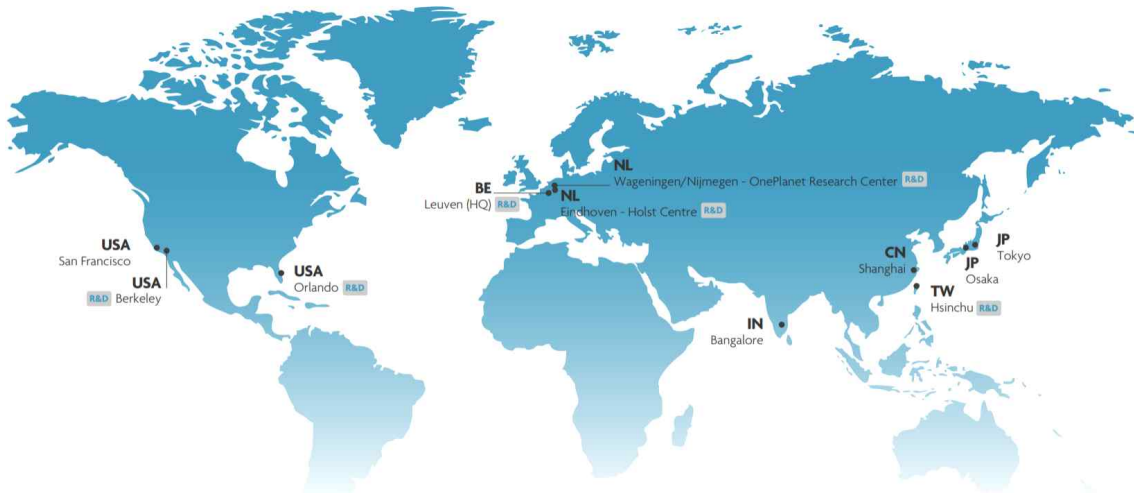 NL
Wageningen/Nijmegen - OnePlanet Research Center R&D
BE
Leuven (HQ) R&D
NL
Eindhoven - Holst Centre R&D
USA
San Francisco
USA
R&D Berkeley
USA
Orlando R&D
CN
Shanghai
JP
Tokyo
JP
Osaka
TW
Hsinchu R&D
IN
Bangalore